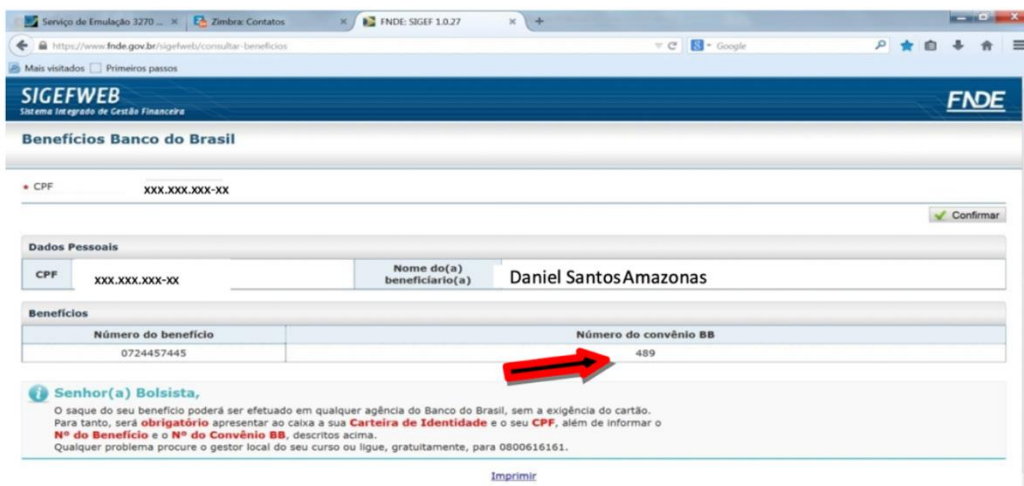 Serviço de Emulação 3270 ... × Zimbra: Contatos × FNDE: SIGEF 1.0.27 × +
https://www.fnde.gov.br/sigefweb/consultar-beneficios Google
Mais visitados Primeiros passos
SIGEFWEB FNDE
Sistema Integrado de Gestão Financeira
Benefícios Banco do Brasil
• CPF xxx.xxx.xxx-xx
Confirmar
Dados Pessoais
CPF xxx.xxx.xxx-xx Nome do(a) beneficíario(a) Daniel Santos Amazonas
Benefícios
Número do benefício Número do convênio BB
0724457445 489
i Senhor(a) Bolsista,
O saque do seu benefício poderá ser efetuado em qualquer agência do Banco do Brasil, sem a exigência do cartão.
Para tanto, será obrigatório apresentar ao caixa a sua Carteira de Identidade e o seu CPF, além de informar o
Nº do Benefício e o Nº do Convênio BB, descritos acima.
Qualquer problema procure o gestor local do seu curso ou ligue, gratuitamente, para 0800616161.
Imprimir